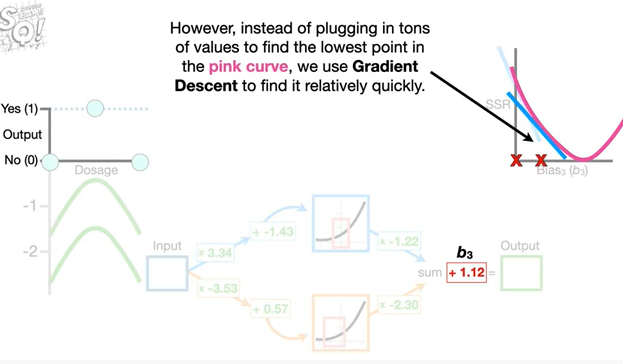 However, instead of plugging in tons
of values to find the lowest point in
the pink curve, we use Gradient
Descent to find it relatively quickly.
SSR
Bias₃ (b₃)
Yes (1)
Output
No (0)
Dosage
-1
-2
Input
+ -1.43
x 3.34
x -3.53
+ 0.57
x -1.22
x -2.30
b₃
sum + 1.12 =
Output